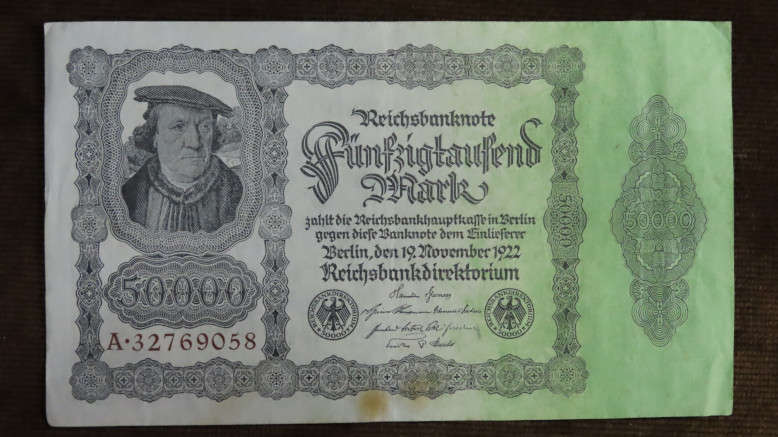 Reichsbanknote
Fünfzigtausend
Mark
zahlt die Reichsbankhauptkasse in Berlin
gegen diese Banknote dem Einlieferer
Berlin, den 19. November 1922
Reichsbankdirektorium
50000
A·32769058
50000
50000